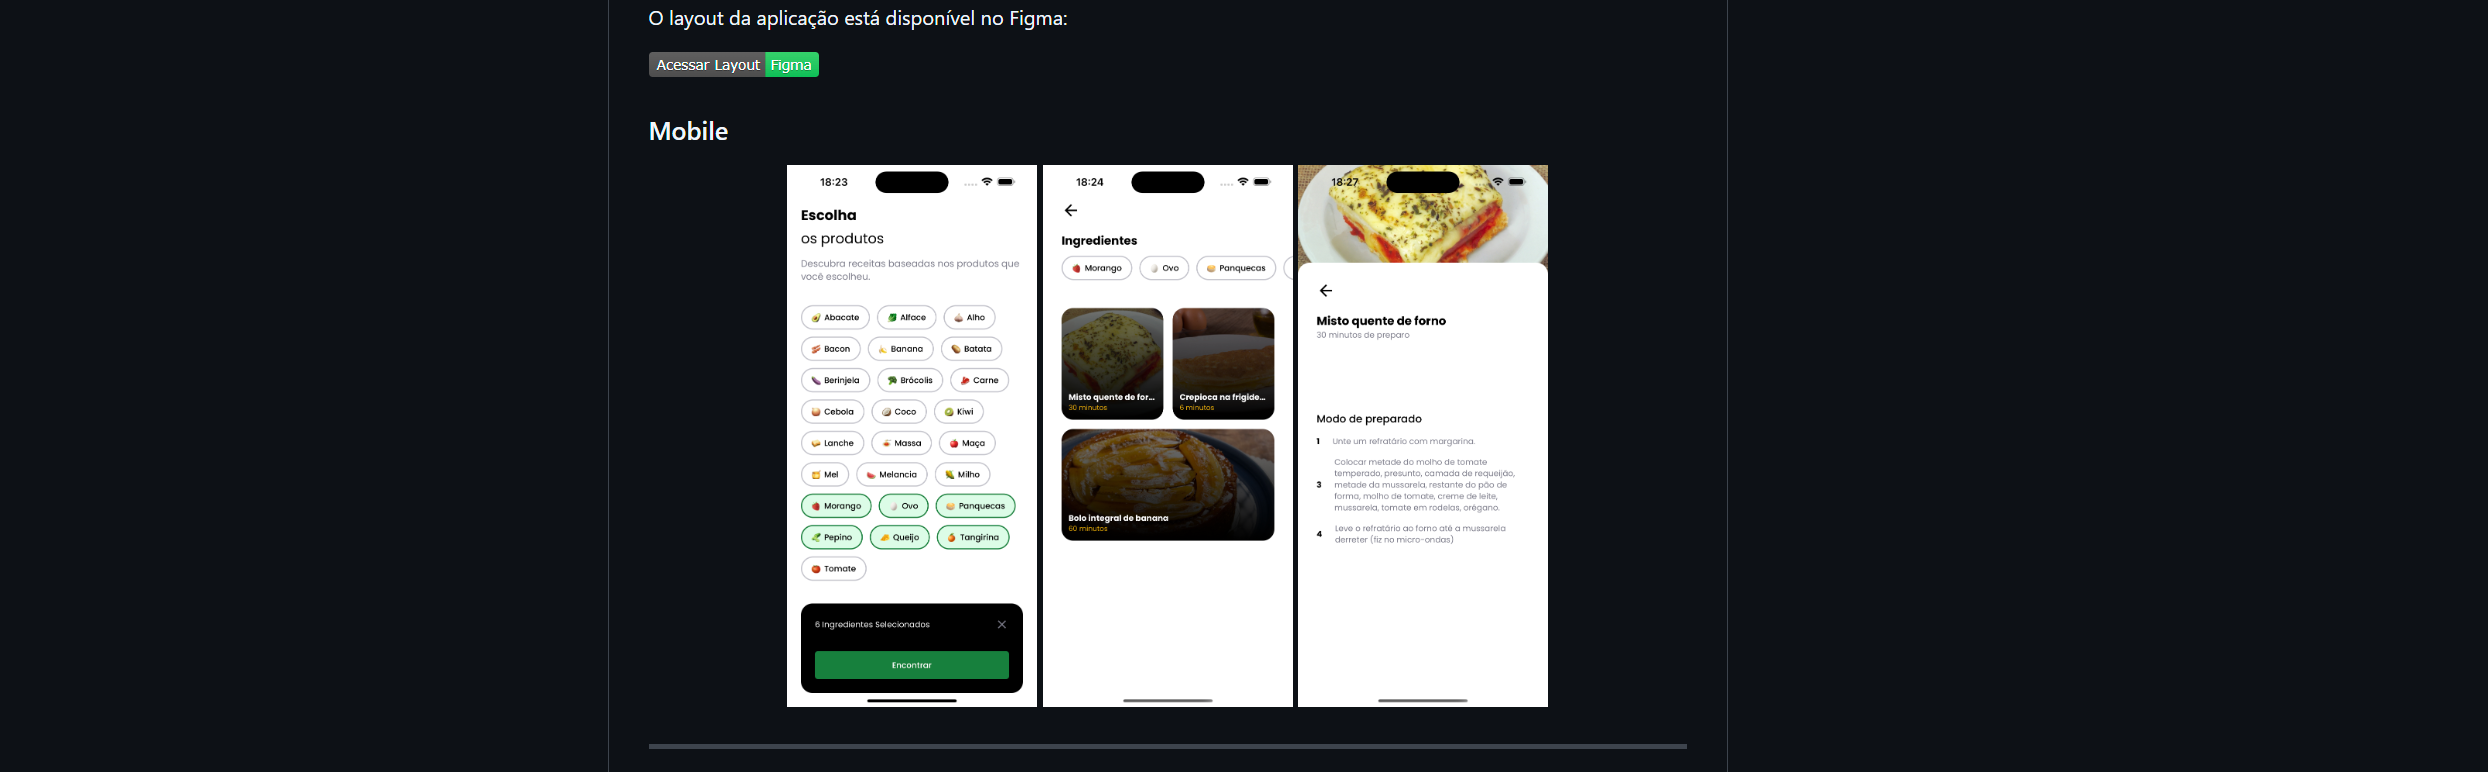 O layout da aplicação está disponível no Figma:
Acessar Layout Figma
Mobile
18:23
Escolha
os produtos
Descubra receitas baseadas nos produtos que
você escolheu.
Abacate Alface Alho
Bacon Banana Batata
Berinjela Brócolis Carne
Cebola Coco Kiwi
Lanche Massa Maça
Mel Melancia Milho
Morango Ovo Panquecas
Pepino Queijo Tangirina
Tomate
6 Ingredientes Selecionados
Encontrar
18:24
Ingredientes
Morango Ovo Panquecas
Misto quente de for...
30 minutos
Crepioca na frigide...
6 minutos
Bolo integral de banana
60 minutos
18:27
Misto quente de forno
30 minutos de preparo
Modo de preparado
1 Unte um refratário com margarina.
Colocar metade do molho de tomate
temperado, presunto, camada de requeijão,
3 metade da mussarela, restante do pão de
forma, molho de tomate, creme de leite,
mussarela, tomate em rodelas, orégano.
Leve o refratário ao forno até a mussarela
4 derreter (fiz no micro-ondas)